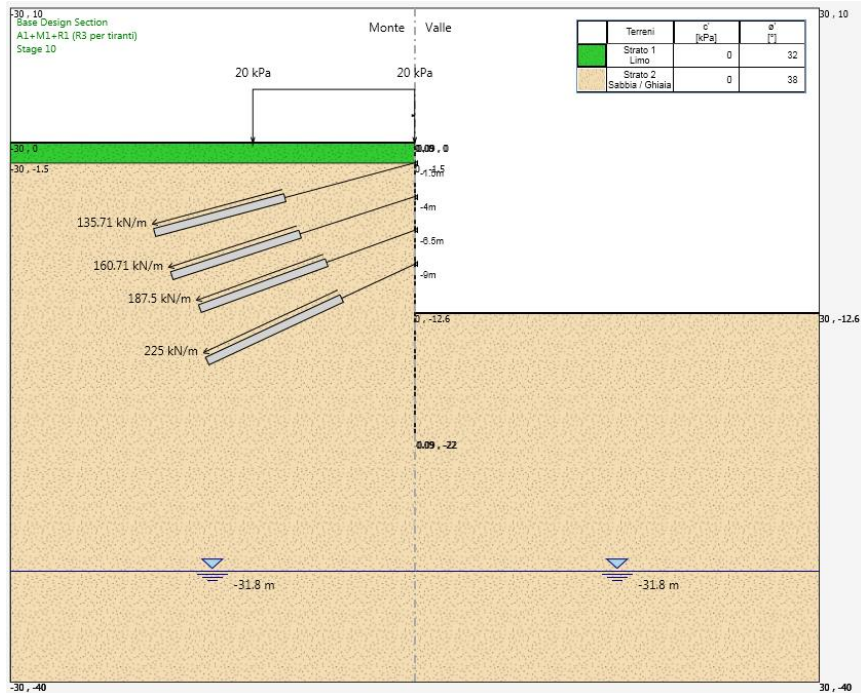 -30 , 10
30 , 10
Base Design Section
A1+M1+R1 (R3 per tiranti)
Stage 10
Monte
Valle
Terreni
c'
[kPa]
ø'
[°]
Strato 1
Limo
0
32
Strato 2
Sabbia / Ghiaia
0
38
20 kPa
20 kPa
-30 , 0
0.09 , 0
-30 , -1.5
0 , -1.5
-4m
135.71 kN/m
-6.5m
160.71 kN/m
-9m
187.5 kN/m
0 , -12.6
30 , -12.6
225 kN/m
0.09 , -22
-31.8 m
-31.8 m
-30 , -40
30 , -40